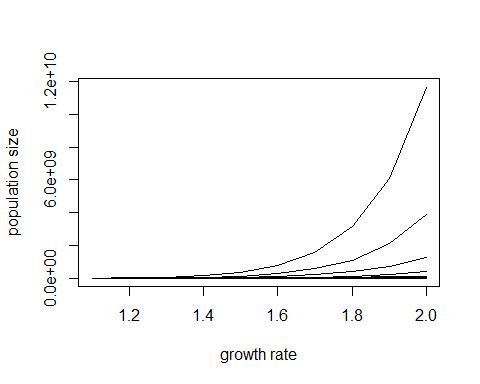 1.2e+10
6.0e+09
0.0e+00
population size
1.2 1.4 1.6 1.8 2.0
growth rate